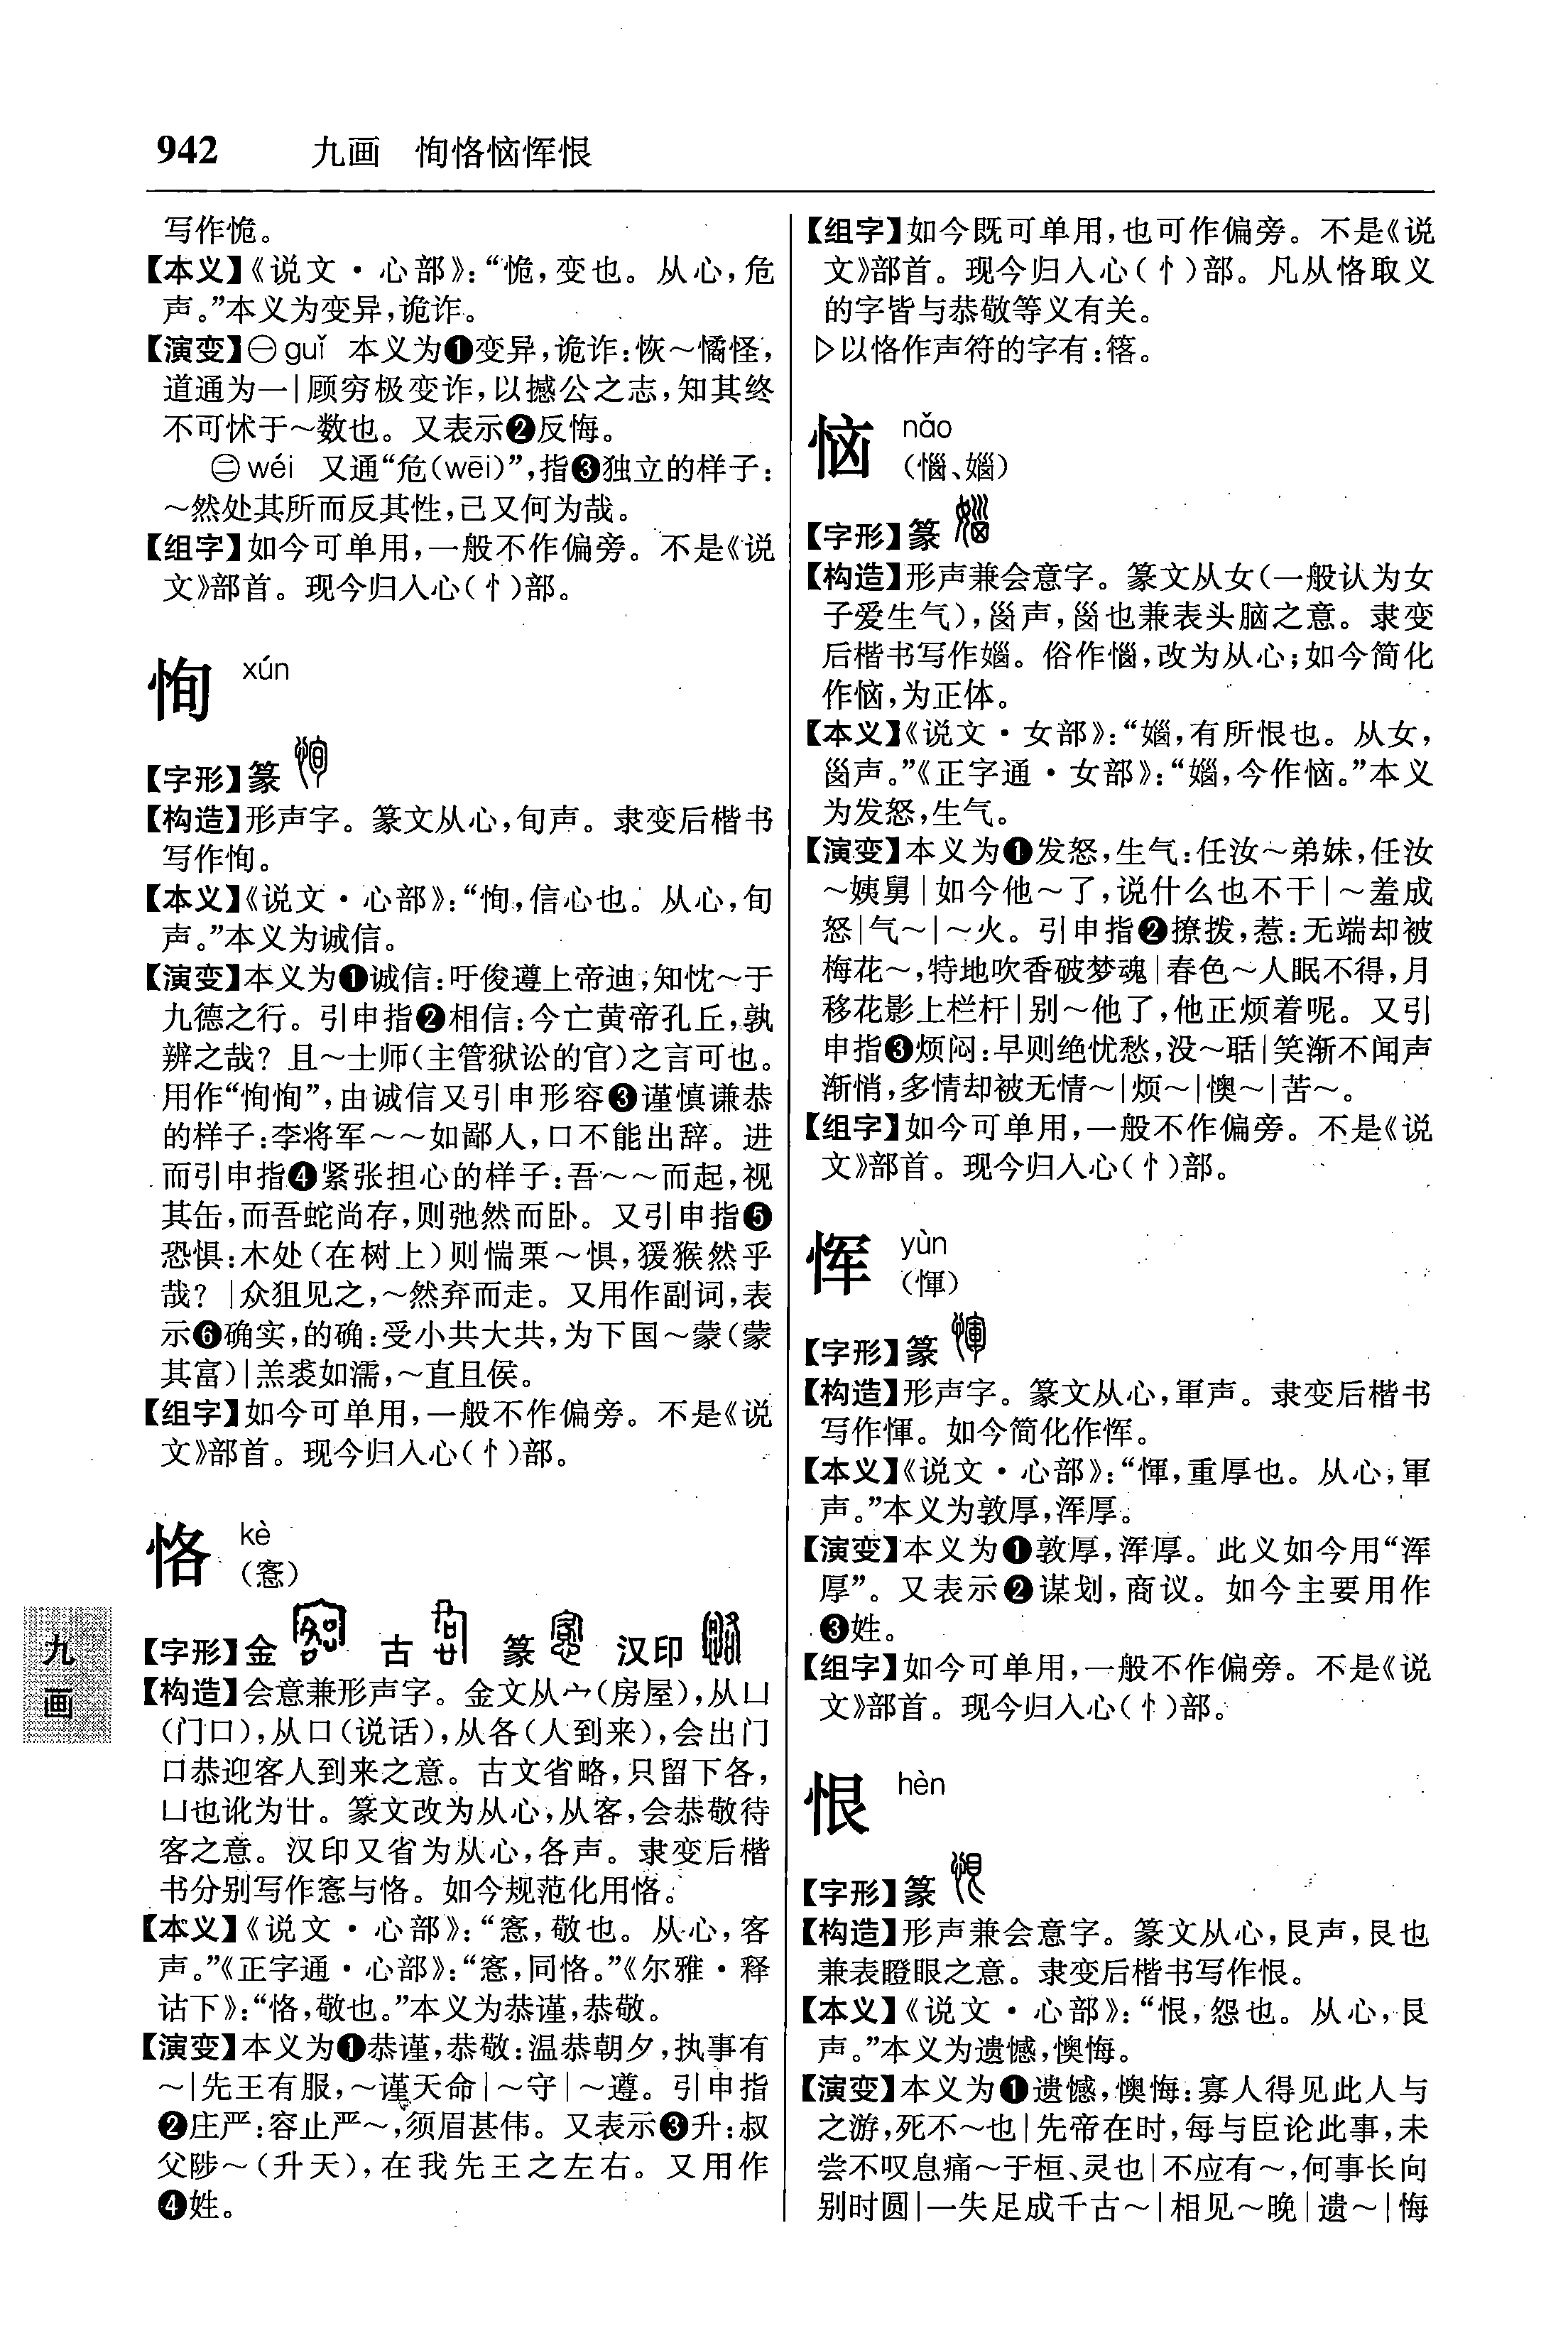 942 九画 恂恪恼恽恨
写作恑。
【本义】《说文·心部》：“恑，变也。从心，危
声。”本义为变异，诡诈。
【演变】㊀guǐ 本义为❶变异，诡诈：恢～憰怪，
道通为一|顾穷极变诈，以撼公之志，知其终
不可怵于～数也。又表示❷反悔。
㊁wéi 又通“危(wēi)”，指❸独立的样子：
～然处其所而反其性，己又何为哉。
【组字】如今可单用，一般不作偏旁。不是《说
文》部首。现今归入心(忄)部。
恂 xún
【字形】篆
【构造】形声字。篆文从心，旬声。隶变后楷书
写作恂。
【本义】《说文·心部》：“恂，信心也。从心，旬
声。”本义为诚信。
【演变】本义为❶诚信：吁俊遵上帝迪，知忱～于
九德之行。引申指❷相信：今亡黄帝孔丘，孰
辨之哉？且～士师(主管狱讼的官)之言可也。
用作“恂恂”，由诚信又引申形容❸谨慎谦恭
的样子：李将军～～如鄙人，口不能出辞。进
而引申指❹紧张担心的样子：吾～～而起，视
其缶，而吾蛇尚存，则弛然而卧。又引申指❺
恐惧：木处(在树上)则惴栗～惧，猨猴然乎
哉？|众狙见之，～然弃而走。又用作副词，表
示❻确实，的确：受小共大共，为下国～蒙(蒙
其富)|羔裘如濡，～直且侯。
【组字】如今可单用，一般不作偏旁。不是《说
文》部首。现今归入心(忄)部。
恪 kè
(愙)
【字形】金 古 篆 汉印
【构造】会意兼形声字。金文从宀(房屋)，从凵
(门口)，从口(说话)，从各(人到来)，会出门
口恭迎客人到来之意。古文省略，只留下各，
凵也讹为廿。篆文改为从心，从客，会恭敬待
客之意。汉印又省为从心，各声。隶变后楷
书分别写作愙与恪。如今规范化用恪。
【本义】《说文·心部》：“愙，敬也。从心，客
声。”《正字通·心部》：“愙，同恪。”《尔雅·释
诂下》：“恪，敬也。”本义为恭谨，恭敬。
【演变】本义为❶恭谨，恭敬：温恭朝夕，执事有
～|先王有服，～谨天命|～守|～遵。引申指
❷庄严：容止严～，须眉甚伟。又表示❸升：叔
父陟～(升天)，在我先王之左右。又用作
❹姓。
九
画
【组字】如今既可单用，也可作偏旁。不是《说
文》部首。现今归入心(忄)部。凡从恪取义
的字皆与恭敬等义有关。
▷以恪作声符的字有：㗉。
恼 nǎo
(惱、㛴)
【字形】篆
【构造】形声兼会意字。篆文从女(一般认为女
子爱生气)，甾声，甾也兼表头脑之意。隶变
后楷书写作㛴。俗作惱，改为从心；如今简化
作恼，为正体。
【本义】《说文·女部》：“㛴，有所恨也。从女，
甾声。”《正字通·女部》：“㛴，今作恼。”本义
为发怒，生气。
【演变】本义为❶发怒，生气：任汝～弟妹，任汝
～姨舅|如今他～了，说什么也不干|～羞成
怒|气～|～火。引申指❷撩拨，惹：无端却被
梅花～，特地吹香破梦魂|春色～人眠不得，月
移花影上栏杆|别～他了，他正烦着呢。又引
申指❸烦闷：早则绝忧愁，没～聒|笑渐不闻声
渐悄，多情却被无情～|烦～|懊～|苦～。
【组字】如今可单用，一般不作偏旁。不是《说
文》部首。现今归入心(忄)部。
恽 yùn
(惲)
【字形】篆
【构造】形声字。篆文从心，軍声。隶变后楷书
写作惲。如今简化作恽。
【本义】《说文·心部》：“惲，重厚也。从心，軍
声。”本义为敦厚，浑厚。
【演变】本义为❶敦厚，浑厚。此义如今用“浑
厚”。又表示❷谋划，商议。如今主要用作
❸姓。
【组字】如今可单用，一般不作偏旁。不是《说
文》部首。现今归入心(忄)部。
恨 hèn
【字形】篆
【构造】形声兼会意字。篆文从心，艮声，艮也
兼表瞪眼之意。隶变后楷书写作恨。
【本义】《说文·心部》：“恨，怨也。从心，艮
声。”本义为遗憾，懊悔。
【演变】本义为❶遗憾，懊悔：寡人得见此人与
之游，死不～也|先帝在时，每与臣论此事，未
尝不叹息痛～于桓、灵也|不应有～，何事长向
别时圆|一失足成千古～|相见～晚|遗～|悔